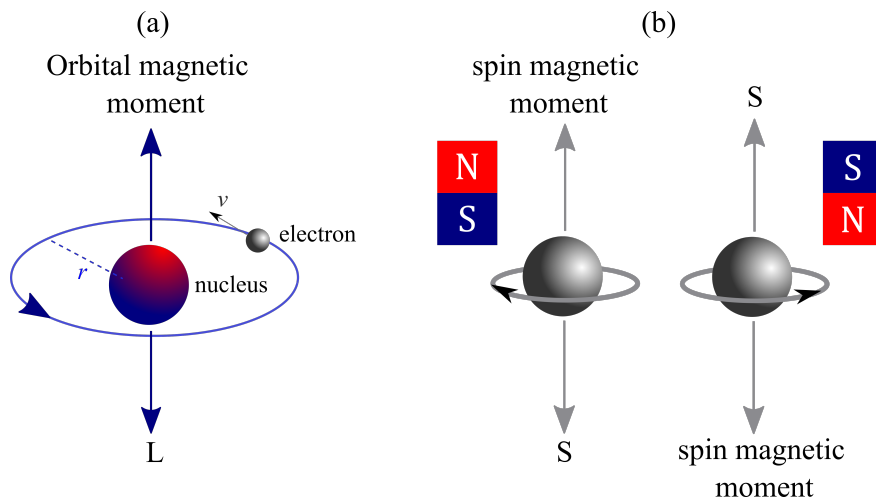 (a)
Orbital magnetic
moment
v
electron
r
nucleus
L
(b)
spin magnetic
moment
N
S
S
S
S
N
spin magnetic
moment